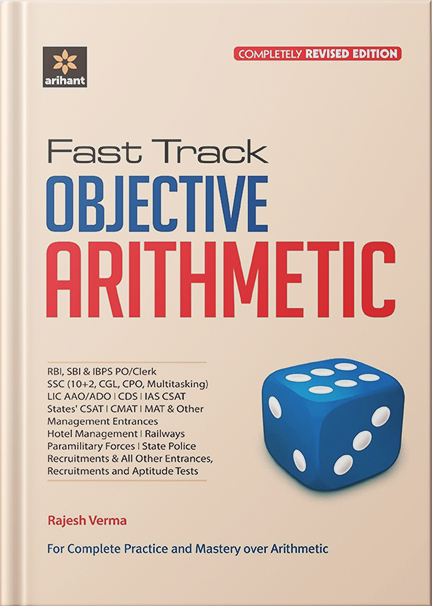 arihant
COMPLETELY REVISED EDITION
Fast Track
OBJECTIVE
ARITHMETIC
RBI, SBI & IBPS PO/Clerk
SSC (10+2, CGL, CPO, Multitasking)
LIC AAO/ADO | CDS | IAS CSAT
States' CSAT | CMAT | MAT & Other
Management Entrances
Hotel Management | Railways
Paramilitary Forces | State Police
Recruitments & All Other Entrances,
Recruitments and Aptitude Tests
Rajesh Verma
For Complete Practice and Mastery over Arithmetic